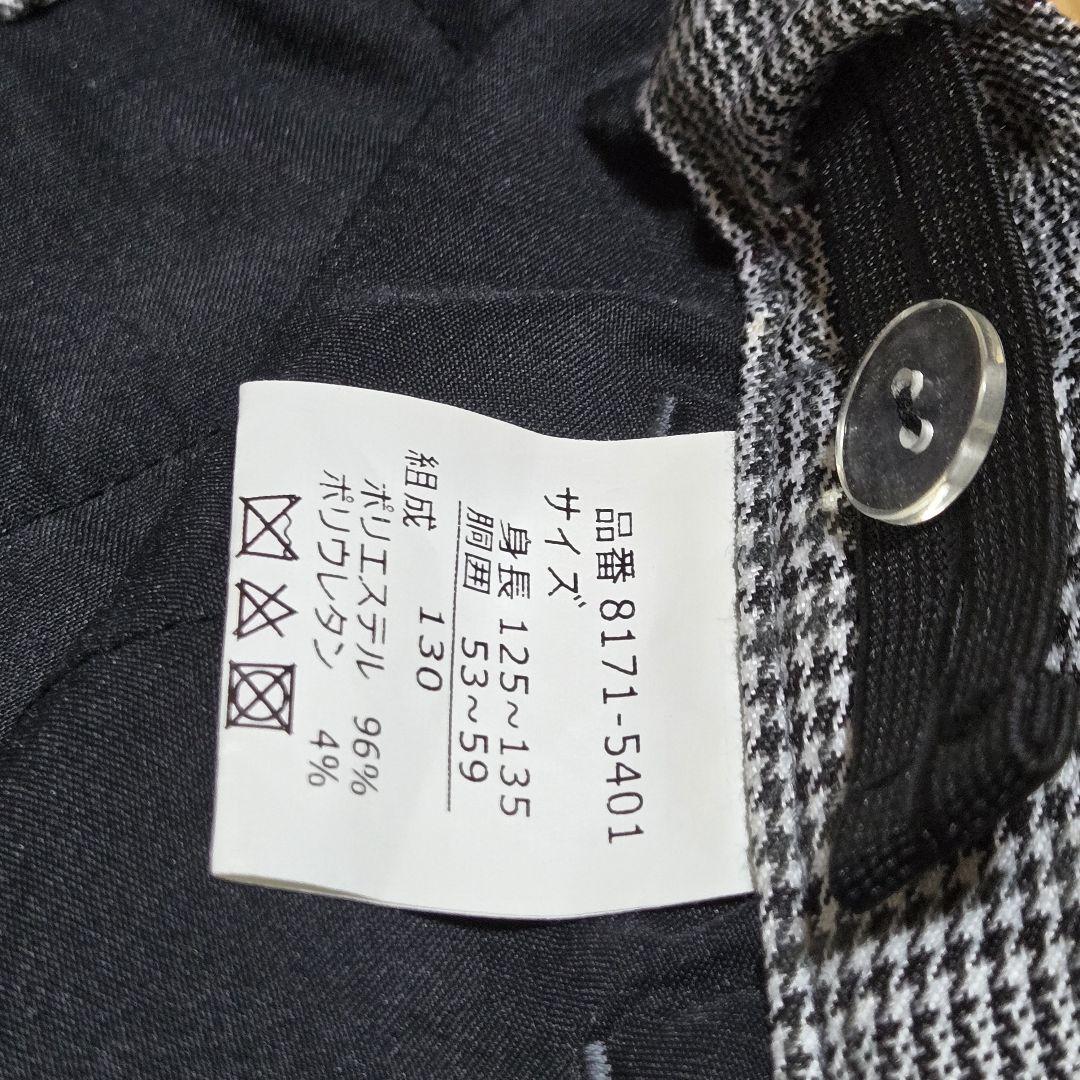 品番 8171-5401
サイズ
身長 125~135
胴囲 53~59
130
組成
ポリエステル 96%
ポリウレタン 4%